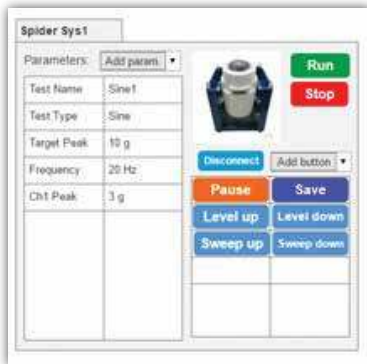 Spider Sys1
Parameters: Add param.
Test Name Sine1
Test Type Sine
Target Peak 10 g
Frequency 20 Hz
Ch1 Peak 3 g
Run
Stop
Disconnect Add button
Pause Save
Level up Level down
Sweep up Sweep down